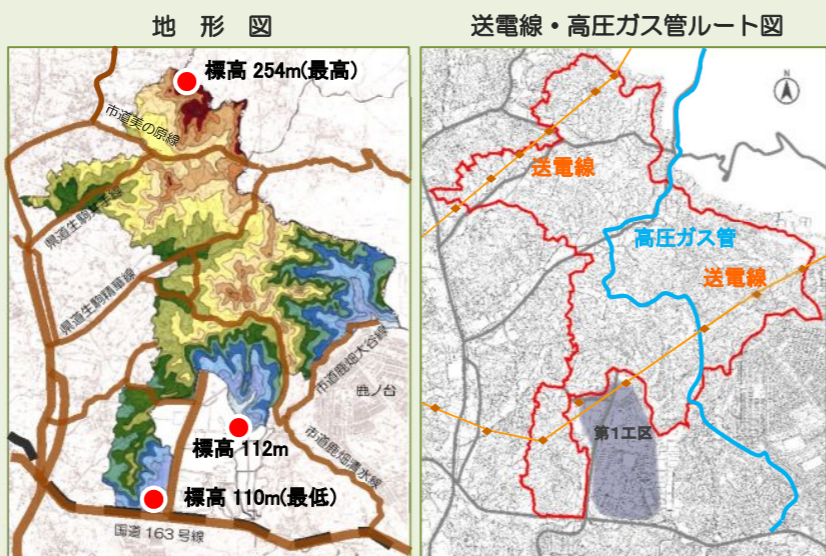 地形図
標高 254m(最高)
市道美の原線
県道生駒井手線
県道生駒精華線
市道鹿畑大谷線
鹿ノ台
市道鹿畑清水線
標高 112m
標高 110m(最低)
国道 163 号線
送電線・高圧ガス管ルート図
N
送電線
高圧ガス管
送電線
第1工区